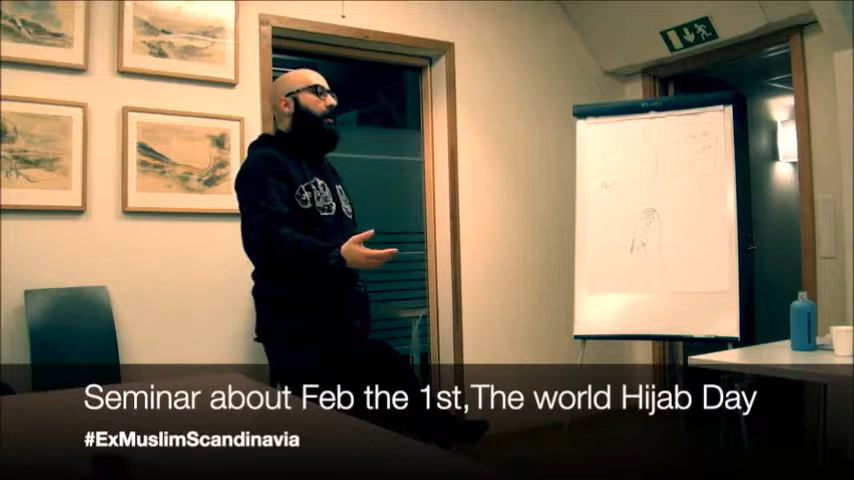 Seminar about Feb the 1st,The world Hijab Day
#ExMuslimScandinavia